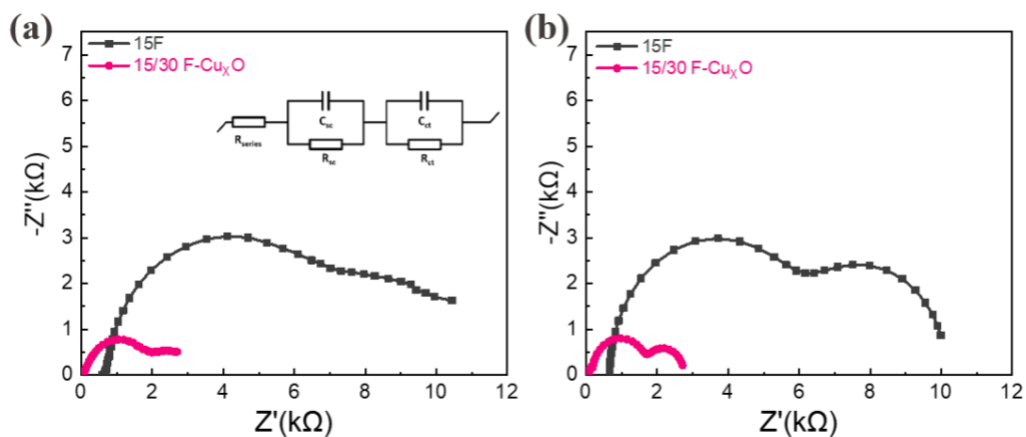 (a)
15F
15/30 F-CuXO
7
6
5
4
3
2
1
0
-Z"(kΩ)
Csc
Cct
Rseries
Rsc
Rct
0 2 4 6 8 10 12
Z'(kΩ)
(b)
15F
15/30 F-CuXO
7
6
5
4
3
2
1
0
-Z"(kΩ)
0 2 4 6 8 10 12
Z'(kΩ)